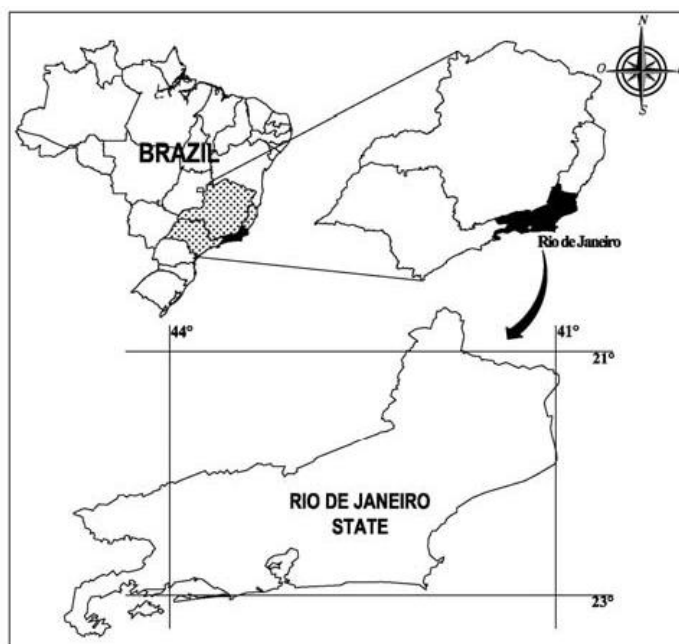 N
O
S
BRAZIL
Rio de Janeiro
44°
41°
21°
RIO DE JANEIRO
STATE
23°